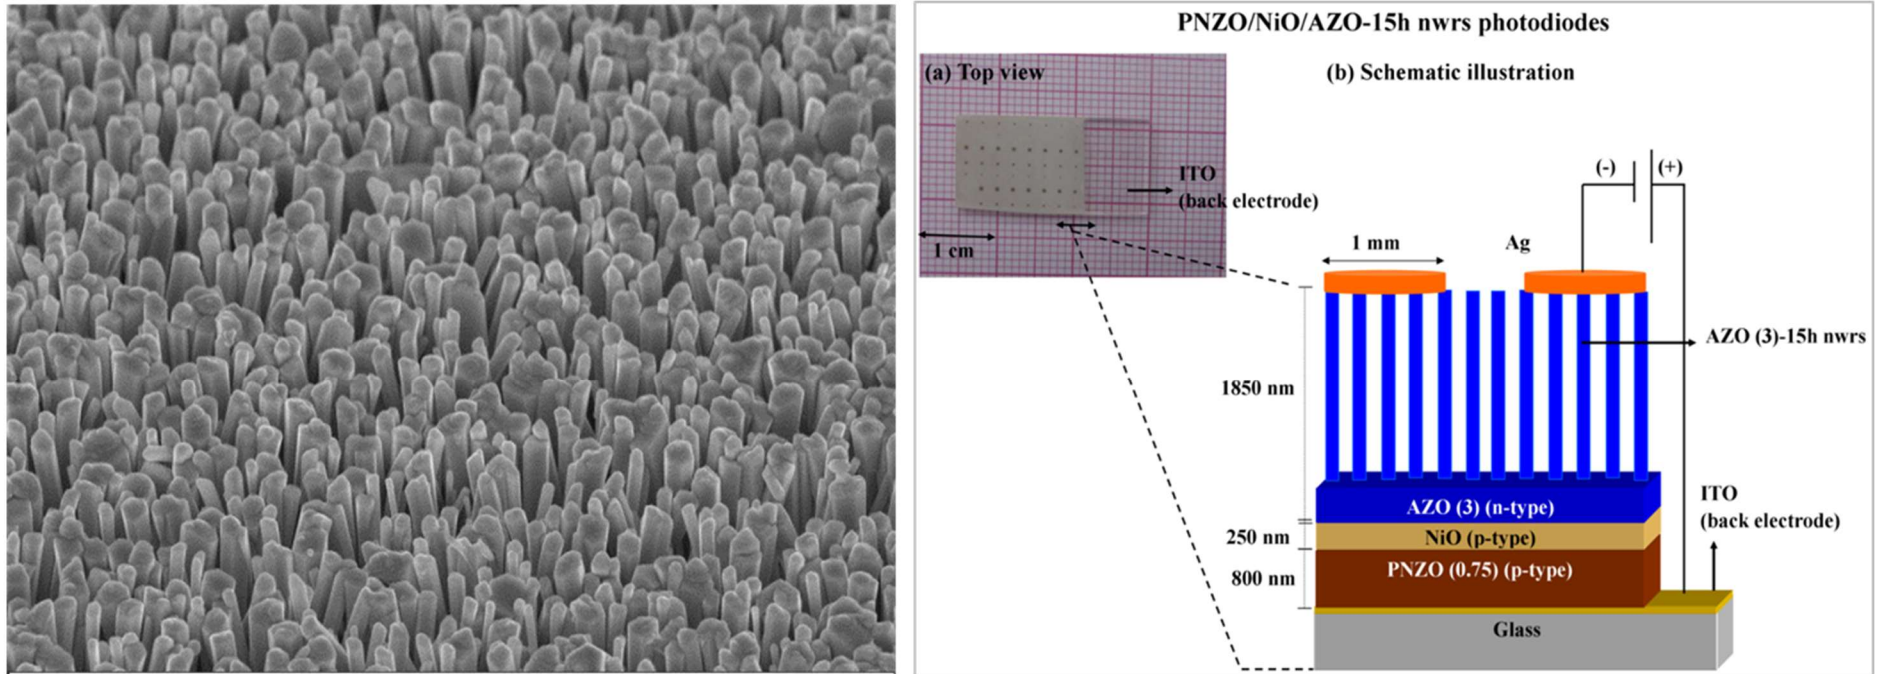 PNZO/NiO/AZO-15h nwrs photodiodes
(a) Top view
(b) Schematic illustration
ITO
(back electrode)
1 cm
(-)
(+)
1 mm
Ag
AZO (3)-15h nwrs
1850 nm
AZO (3) (n-type)
ITO
(back electrode)
250 nm
NiO (p-type)
800 nm
PNZO (0.75) (p-type)
Glass